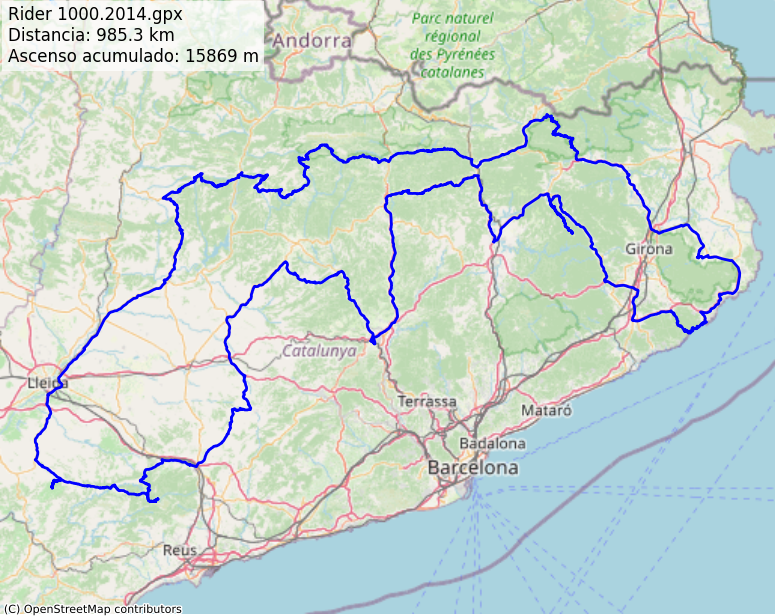 Rider 1000.2014.gpx
Distancia: 985.3 km
Ascenso acumulado: 15869 m
Andorra
Parc naturel
régional
des Pyrénées
catalanes
Girona
Catalunya
Lleida
Terrassa
Mataró
Badalona
Barcelona
Reus
(C) OpenStreetMap contributors